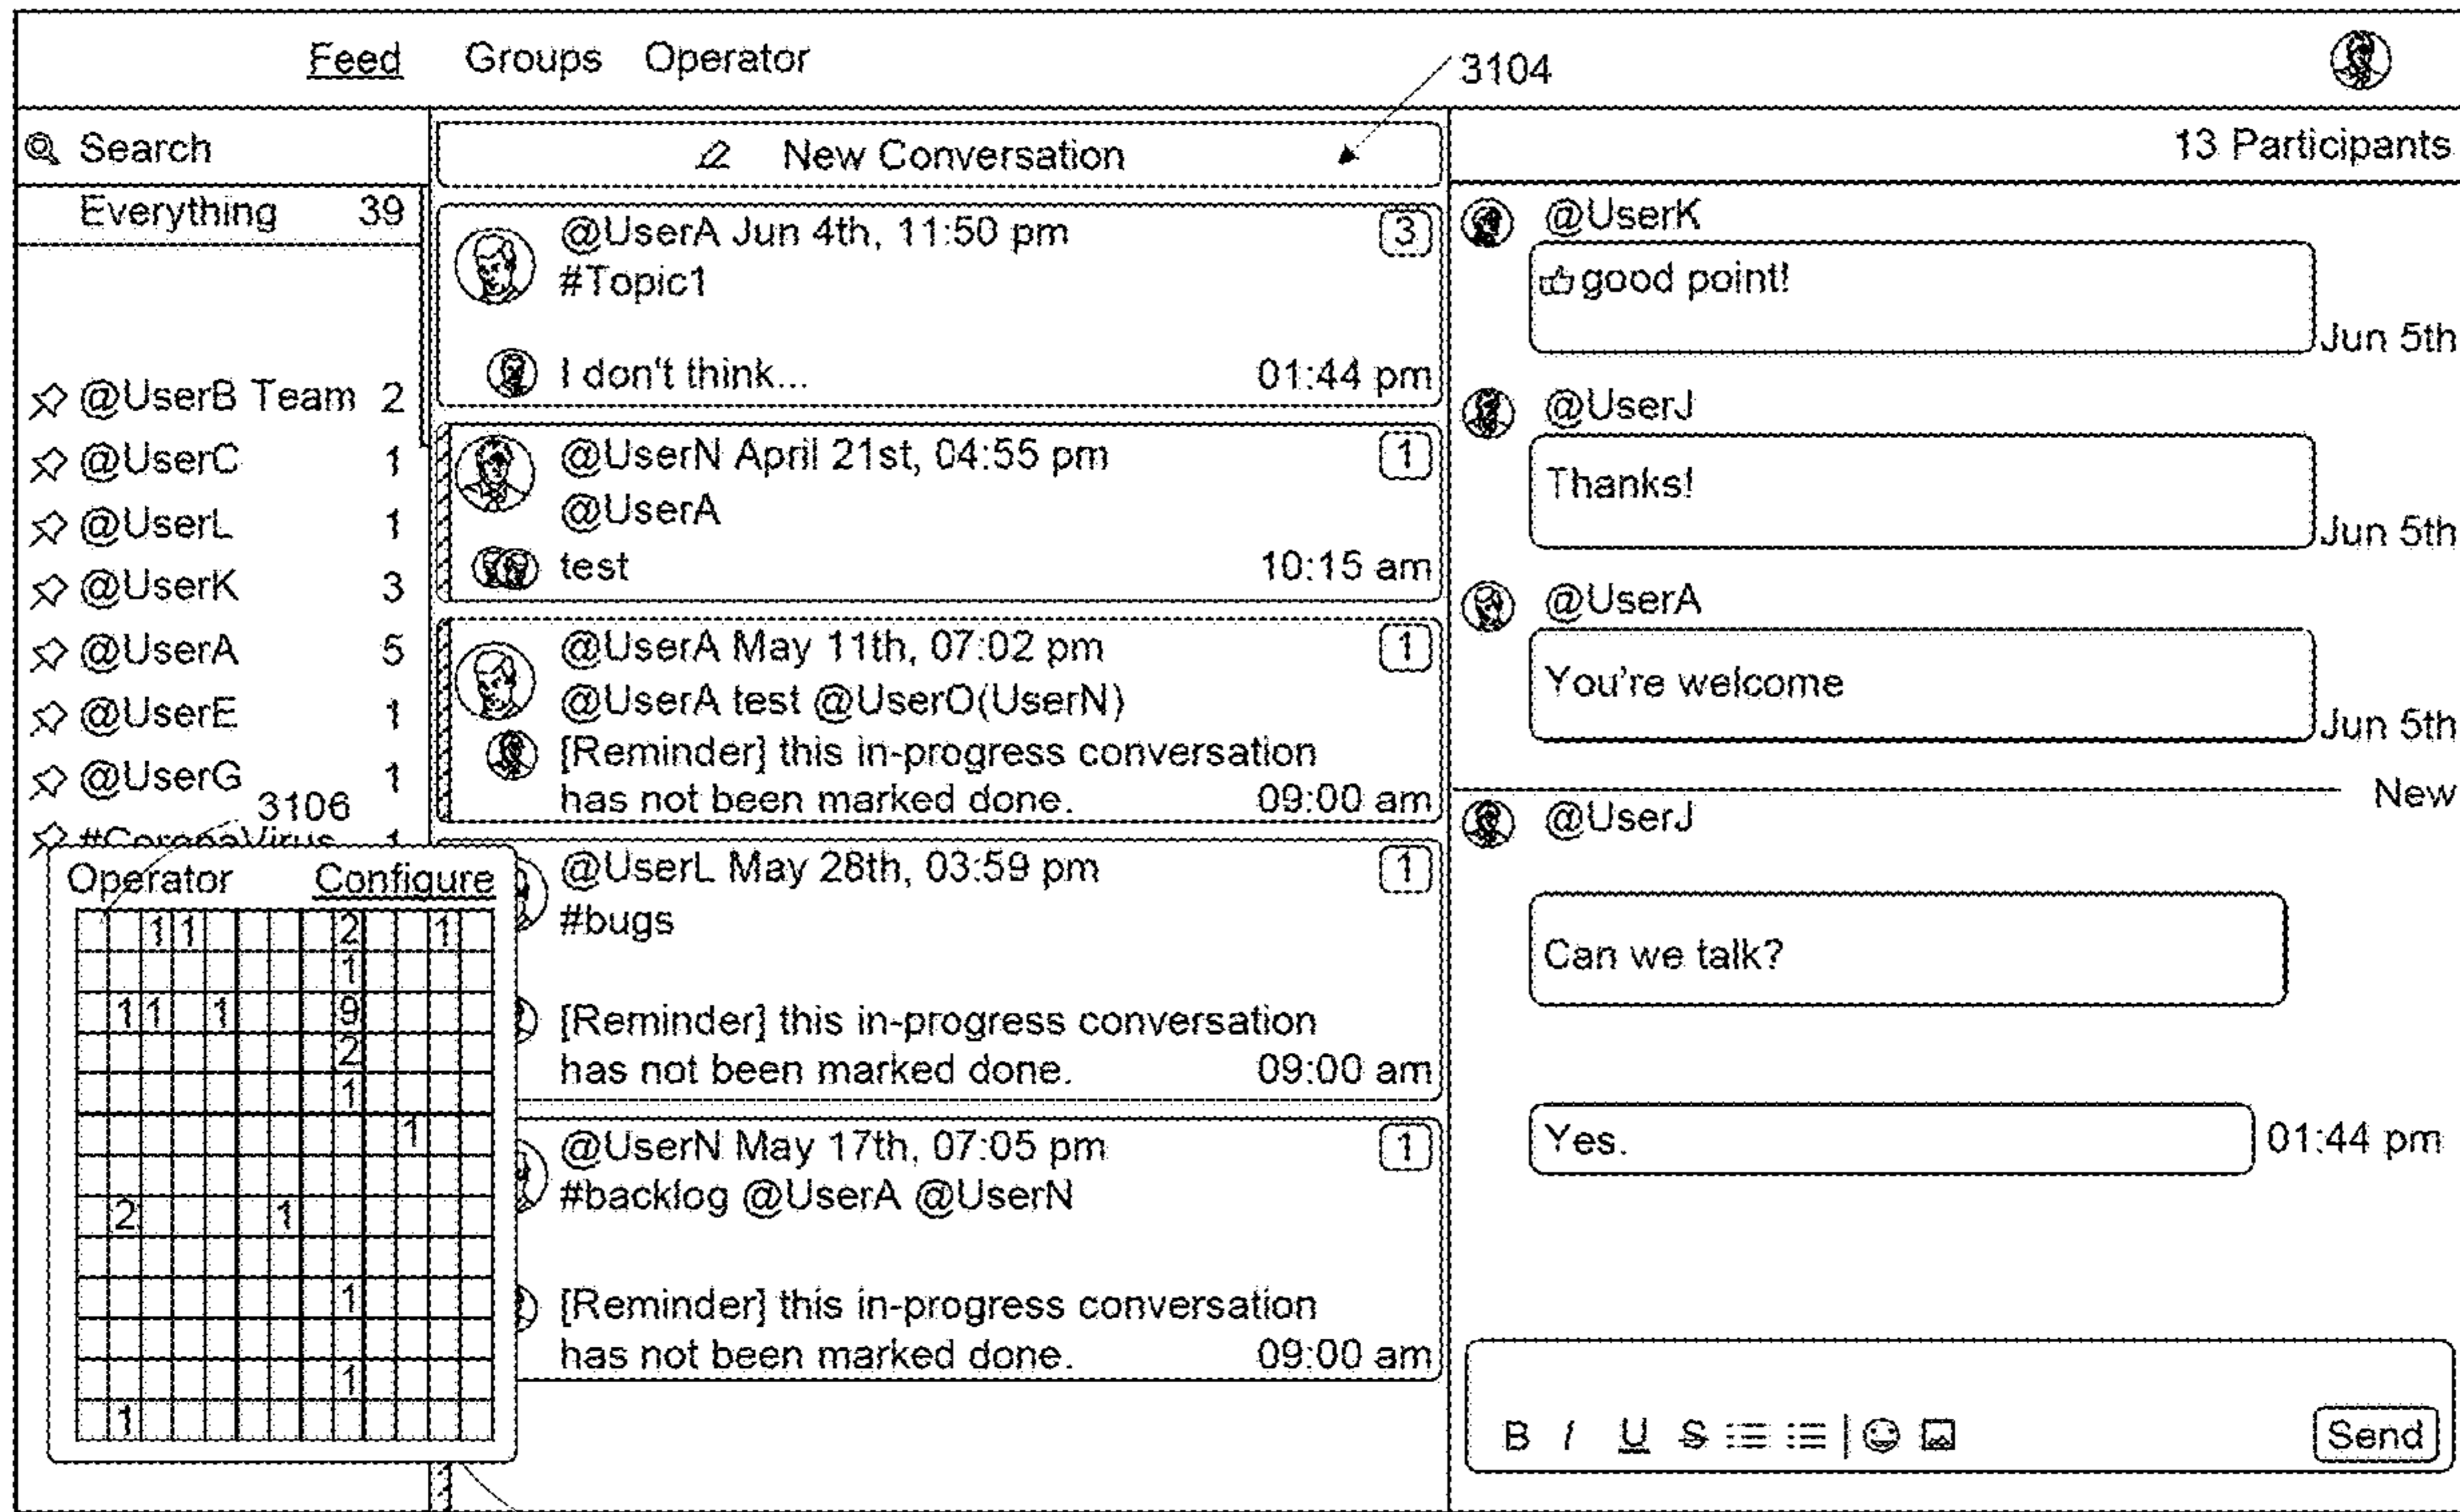 Feed Groups Operator
3104
Search
Everything 39
@UserB Team 2
@UserC 1
@UserL 1
@UserK 3
@UserA 5
@UserE 1
@UserG 1
3106
#CoronaVirus 1
Operator Configure
1 1 2 1
1
1 1 1 9
2
1
1
2 1
1
1
1
New Conversation
@UserA Jun 4th, 11:50 pm 3
#Topic1
I don't think... 01:44 pm
@UserN April 21st, 04:55 pm 1
@UserA
test 10:15 am
@UserA May 11th, 07:02 pm 1
@UserA test @UserO(UserN)
[Reminder] this in-progress conversation
has not been marked done. 09:00 am
@UserL May 28th, 03:59 pm 1
#bugs
[Reminder] this in-progress conversation
has not been marked done. 09:00 am
@UserN May 17th, 07:05 pm 1
#backlog @UserA @UserN
[Reminder] this in-progress conversation
has not been marked done. 09:00 am
13 Participants
@UserK
good point!
Jun 5th
@UserJ
Thanks!
Jun 5th
@UserA
You're welcome
Jun 5th
New
@UserJ
Can we talk?
Yes. 01:44 pm
B I U S
Send